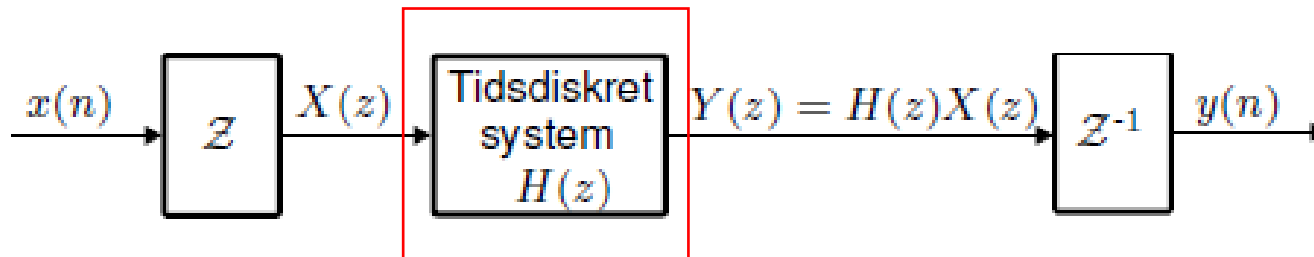 x(n)
𝒵
X(z)
Tidsdiskret
system
H(z)
Y(z) = H(z)X(z)
𝒵⁻¹
y(n)